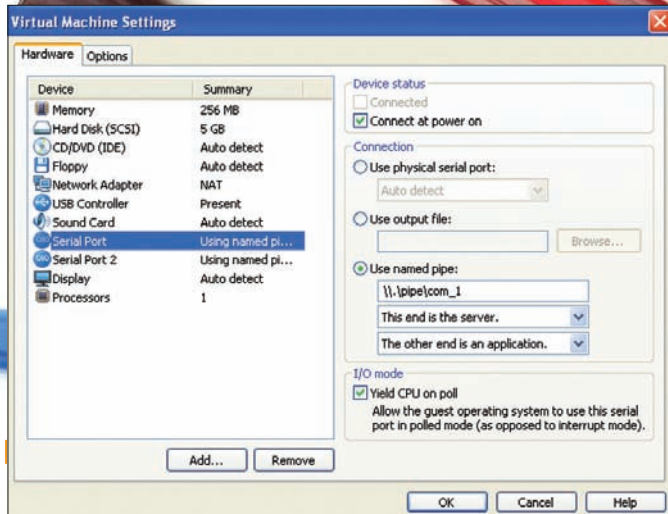 Virtual Machine Settings
Hardware Options
Device Summary
Memory 256 MB
Hard Disk (SCSI) 5 GB
CD/DVD (IDE) Auto detect
Floppy Auto detect
Network Adapter NAT
USB Controller Present
Sound Card Auto detect
Serial Port Using named pi...
Serial Port 2 Using named pi...
Display Auto detect
Processors 1
Add... Remove
Device status
Connected
Connect at power on
Connection
Use physical serial port:
Auto detect
Use output file:
Browse...
Use named pipe:
\\.\pipe\com_1
This end is the server.
The other end is an application.
I/O mode
Yield CPU on poll
Allow the guest operating system to use this serial
port in polled mode (as opposed to interrupt mode).
OK Cancel Help